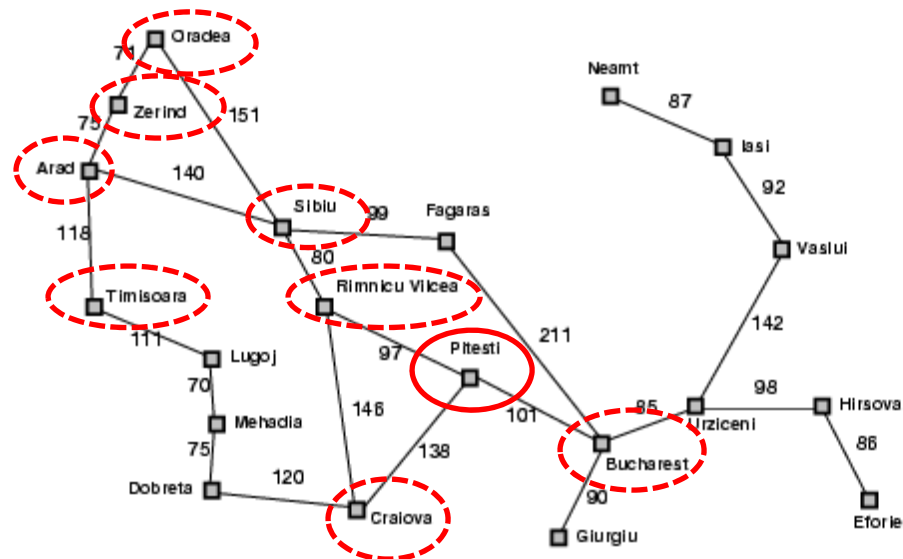 Oradea
71
Neamt
87
Zerind
151
75
Iasi
Arad
140
92
Sibiu
99
Fagaras
118
80
Vaslui
Timisoara
Rimnicu Vilcea
111
142
211
Lugoj
97
Pitesti
98
70
Hirsova
146
101
85
Urziceni
Mehadia
86
75
138
Bucharest
120
90
Dobreta
Craiova
Eforie
Giurgiu